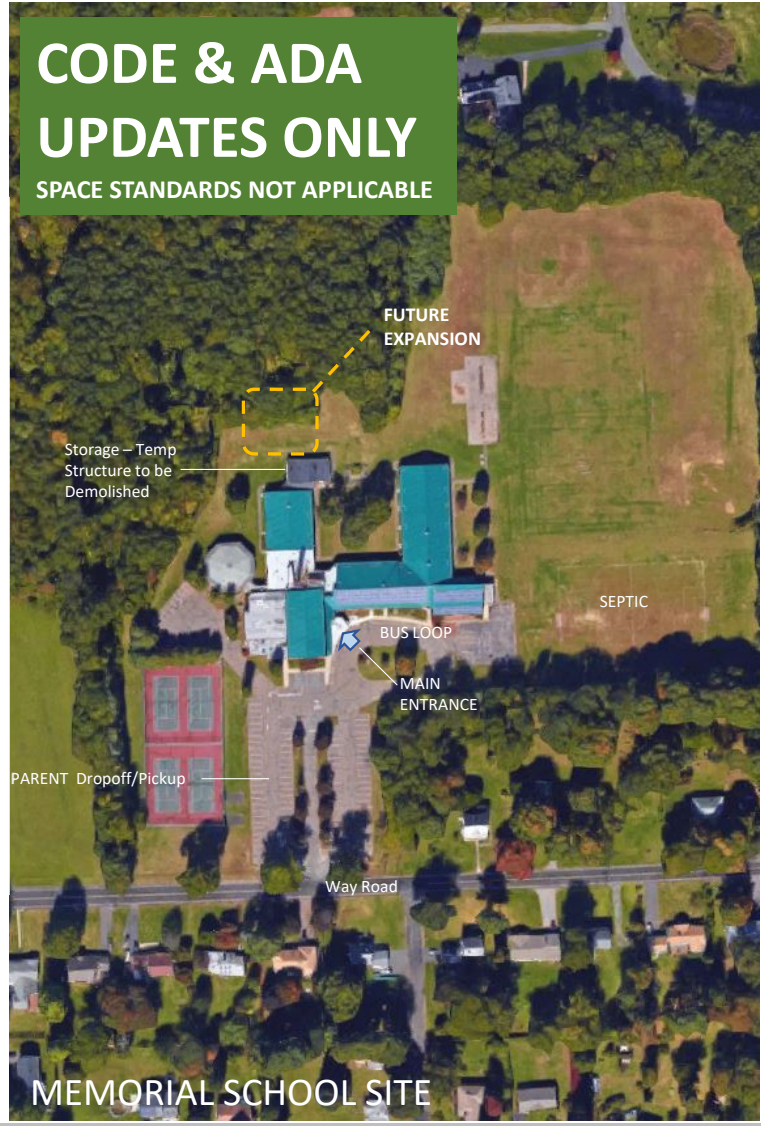 CODE & ADA
UPDATES ONLY
SPACE STANDARDS NOT APPLICABLE
FUTURE
EXPANSION
Storage – Temp
Structure to be
Demolished
SEPTIC
BUS LOOP
MAIN
ENTRANCE
PARENT Dropoff/Pickup
Way Road
MEMORIAL SCHOOL SITE